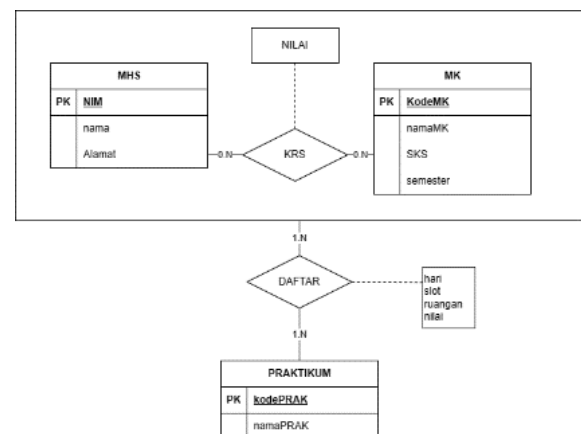 NILAI
MHS
PK NIM
nama
Alamat
MK
PK KodeMK
namaMK
SKS
semester
0.N KRS 0.N
1.N
DAFTAR
hari
slot
ruangan
nilai
1.N
PRAKTIKUM
PK kodePRAK
namaPRAK